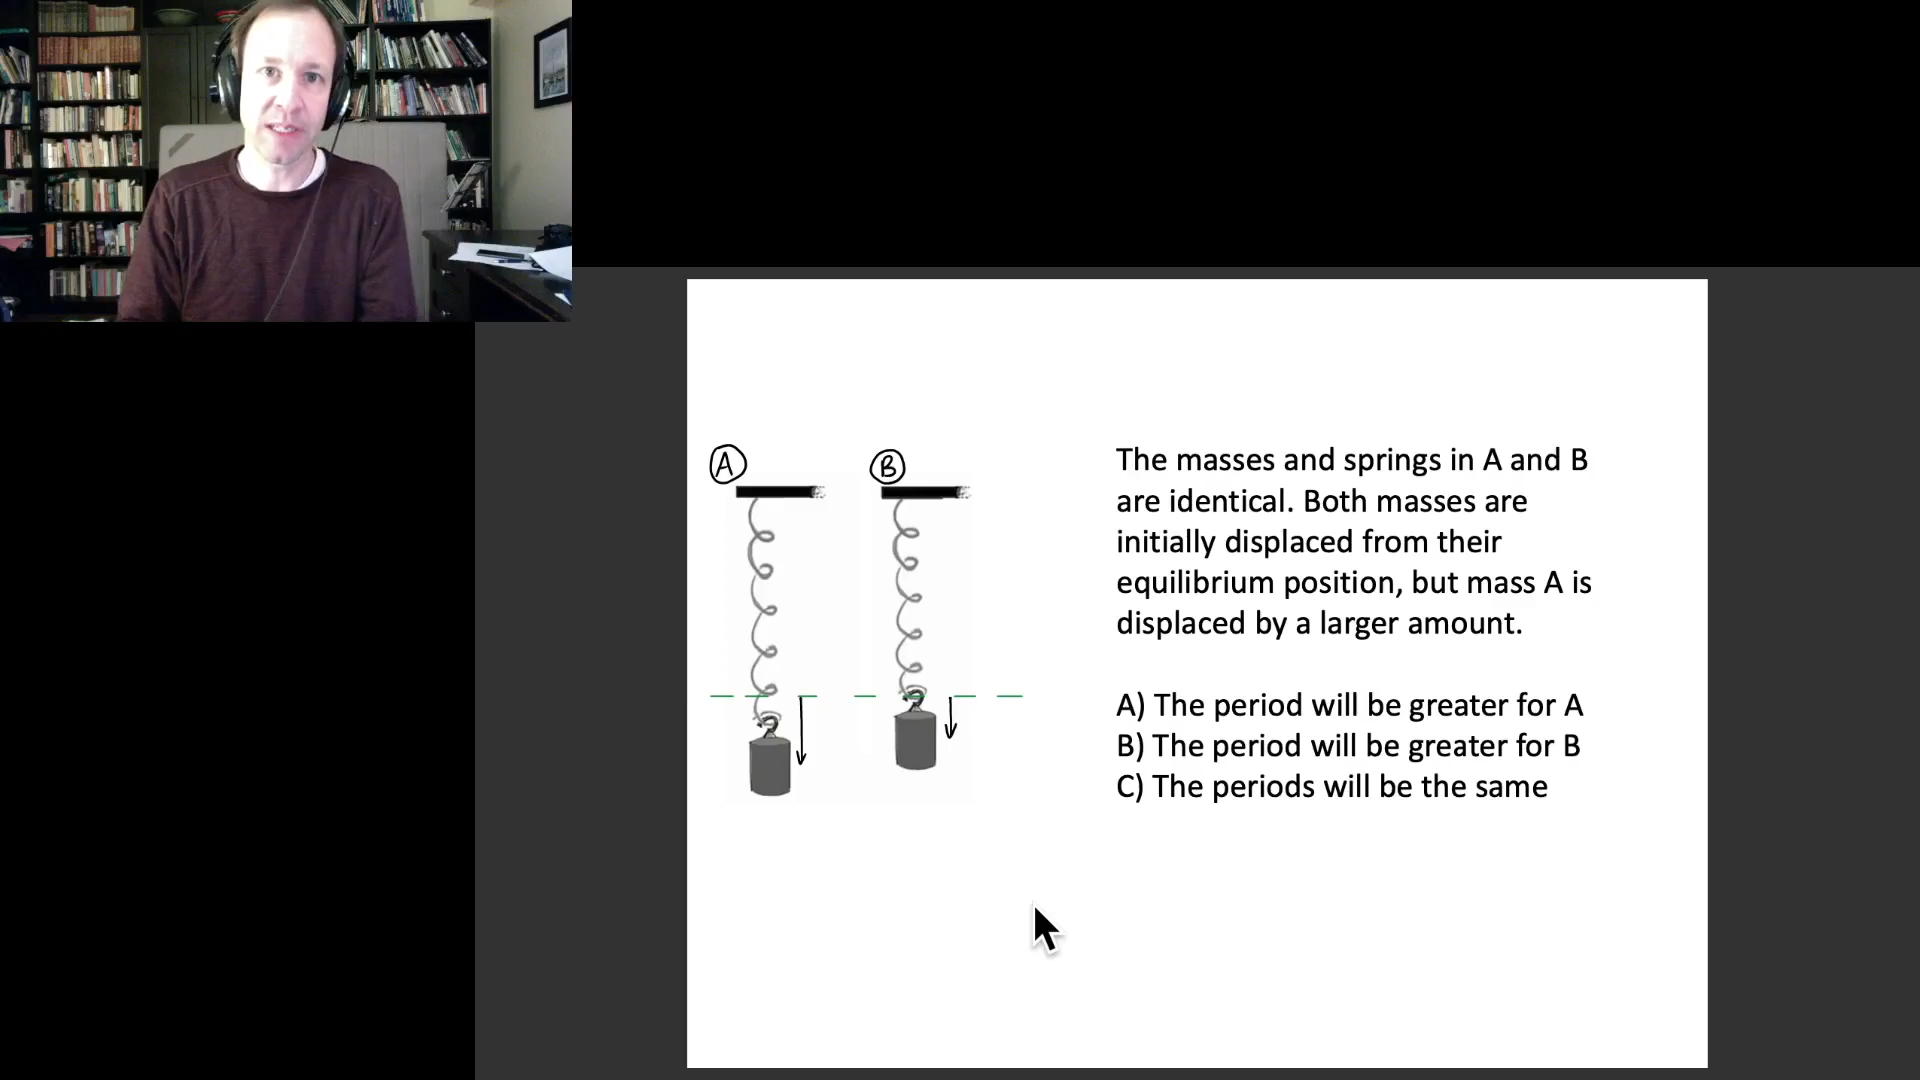 A
B
The masses and springs in A and B
are identical. Both masses are
initially displaced from their
equilibrium position, but mass A is
displaced by a larger amount.
A) The period will be greater for A
B) The period will be greater for B
C) The periods will be the same